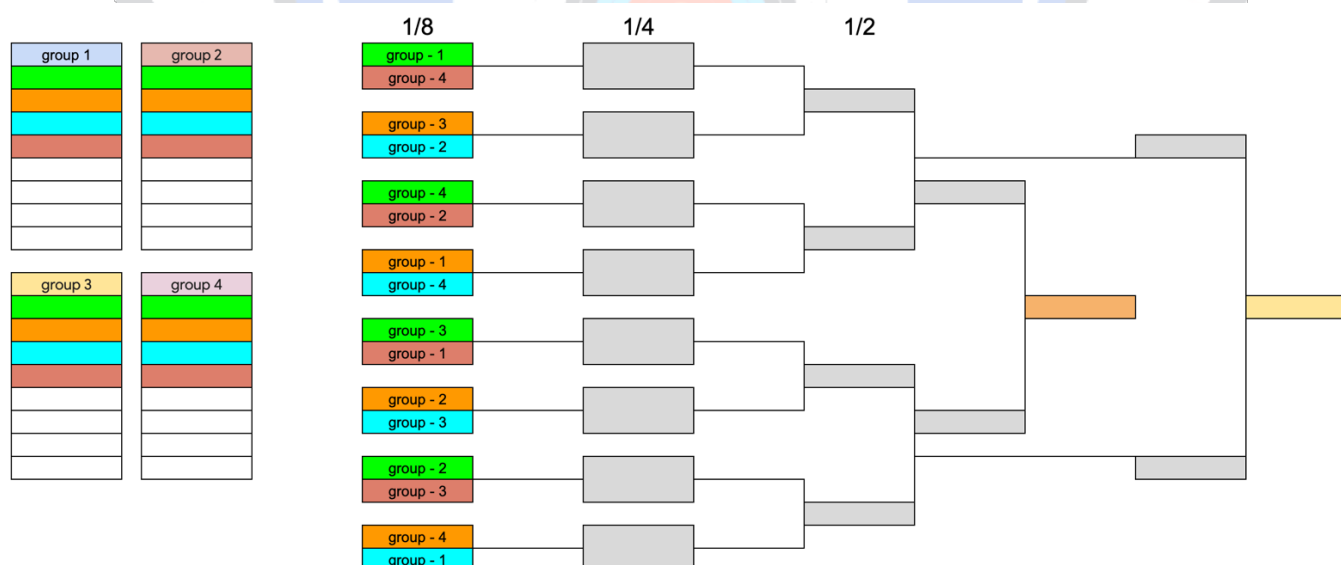 1/8
1/4
1/2
group 1
group 2
group 3
group 4
group - 1
group - 4
group - 3
group - 2
group - 4
group - 2
group - 1
group - 4
group - 3
group - 1
group - 2
group - 3
group - 2
group - 3
group - 4
group - 1